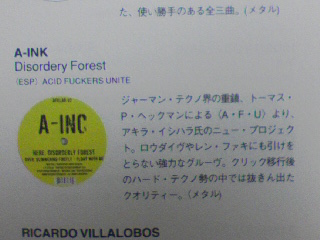 た、使い勝手のある全三曲。(メタル)
A-INK
Disordery Forest
(ESP) ACID FUCKERS UNITE
A-INC
ジャーマン・テクノ界の重鎮、トーマス・
P・ヘックマンによる〈A・F・U〉より、
アキラ・イシハラ氏のニュー・プロジェク
ト。ロウダイヴやレン・ファキにも引けを
とらない強力なグルーヴ。クリック移行後
のハード・テクノ勢の中では抜きん出た
クオリティー。(メタル)
RICARDO VILLALOBOS